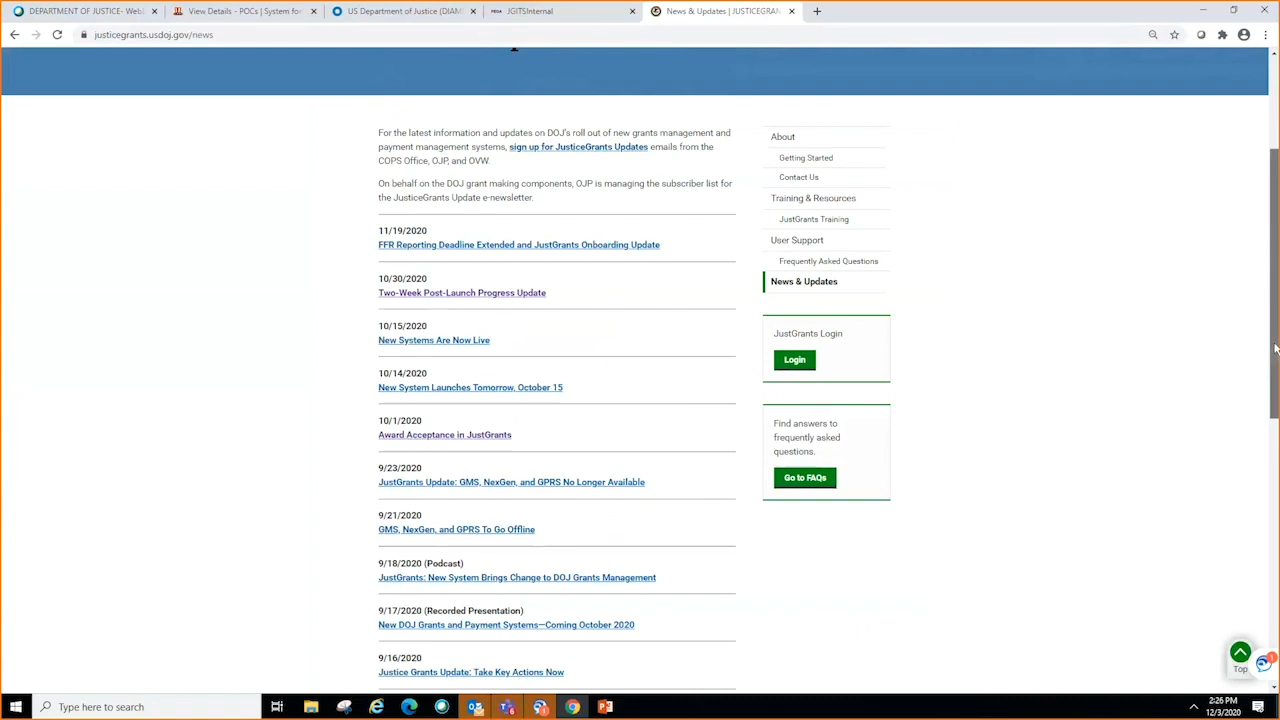 DEPARTMENT OF JUSTICE- Web
View Details - POCs | System for
US Department of Justice (DIAM
PEGA JGITSInternal
News & Updates | JUSTICEGRAN
justicegrants.usdoj.gov/news
For the latest information and updates on DOJ's roll out of new grants management and
payment management systems, sign up for JusticeGrants Updates emails from the
COPS Office, OJP, and OVW.
On behalf on the DOJ grant making components, OJP is managing the subscriber list for
the JusticeGrants Update e-newsletter.
11/19/2020
FFR Reporting Deadline Extended and JustGrants Onboarding Update
10/30/2020
Two-Week Post-Launch Progress Update
10/15/2020
New Systems Are Now Live
10/14/2020
New System Launches Tomorrow, October 15
10/1/2020
Award Acceptance in JustGrants
9/23/2020
JustGrants Update: GMS, NexGen, and GPRS No Longer Available
9/21/2020
GMS, NexGen, and GPRS To Go Offline
9/18/2020 (Podcast)
JustGrants: New System Brings Change to DOJ Grants Management
9/17/2020 (Recorded Presentation)
New DOJ Grants and Payment Systems—Coming October 2020
9/16/2020
Justice Grants Update: Take Key Actions Now
About
Getting Started
Contact Us
Training & Resources
JustGrants Training
User Support
Frequently Asked Questions
News & Updates
JustGrants Login
Login
Find answers to
frequently asked
questions.
Go to FAQs
Top
1
Type here to search
2:26 PM
12/3/2020